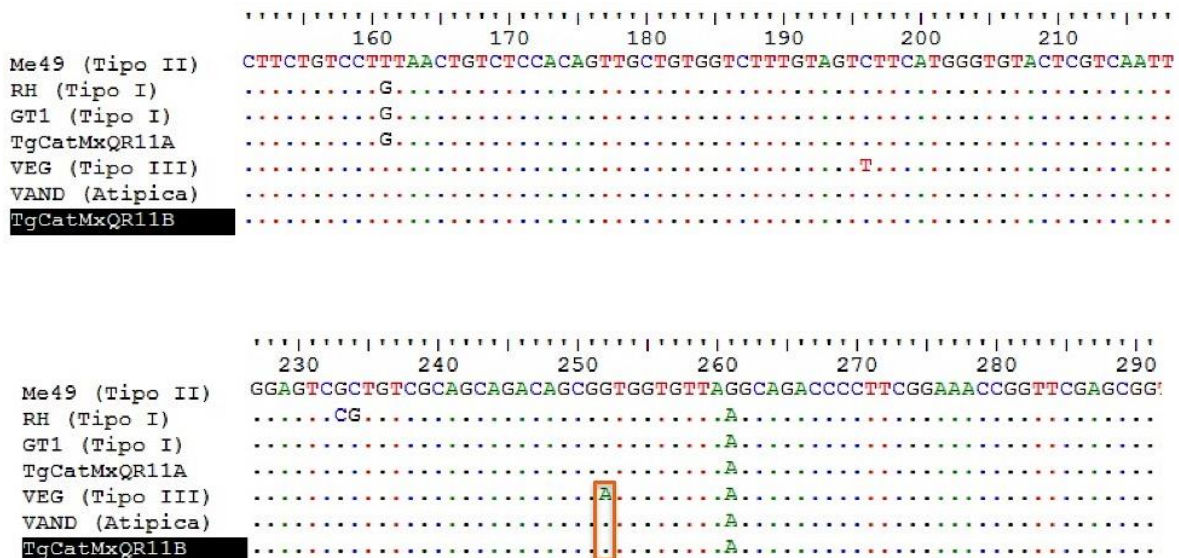 160 170 180 190 200 210
Me49 (Tipo II) CTTCTGTCCTTTAACTGTCTCCACAGTTGCTGTGGTCTTTGTAGTCTTCATGGGTGTACTCGTCAATT
RH (Tipo I) ..........G.........................................................
GT1 (Tipo I) ..........G.........................................................
TgCatMxQR11A ..........G.........................................................
VEG (Tipo III) .............................................T......................
VAND (Atipica) ....................................................................
TgCatMxQR11B ....................................................................
230 240 250 260 270 280 290
Me49 (Tipo II) GGAGTCGCTGTCGCAGCAGACAGCGGTGGTGTTAGGCAGACCCCTTCGGAAACCGGTTCGAGCGG
RH (Tipo I) ......CG..........................A..............................
GT1 (Tipo I) ..................................A..............................
TgCatMxQR11A ..................................A..............................
VEG (Tipo III) .........................A........A..............................
VAND (Atipica) ..................................A..............................
TgCatMxQR11B ..................................A..............................